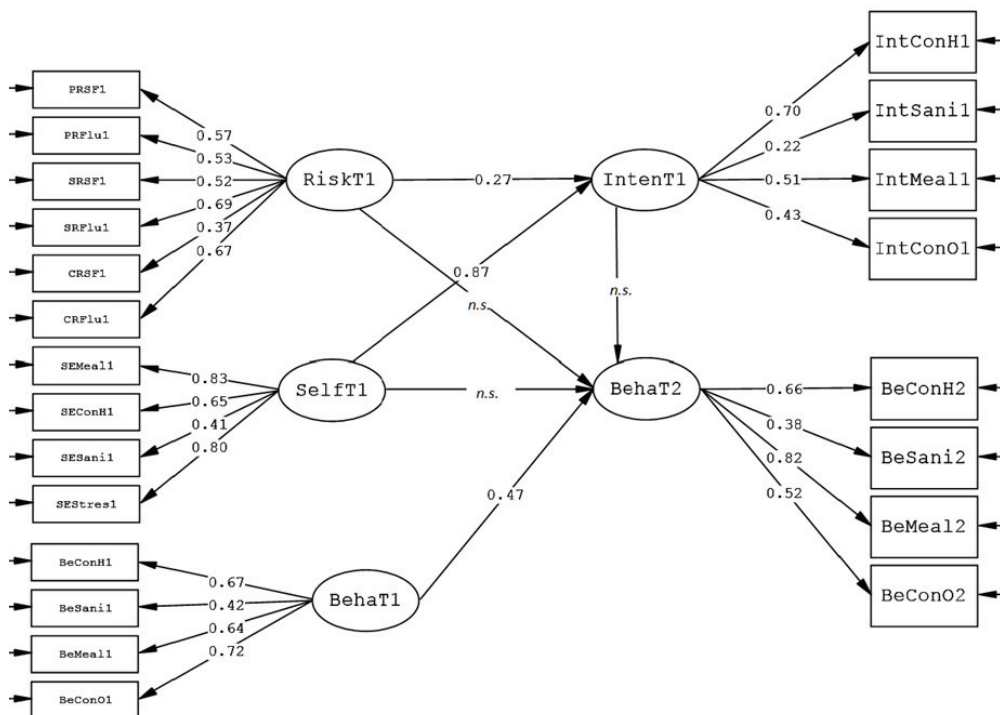 PRSF1
PRFlu1
SRSF1
SRFlu1
CRSF1
CRFlu1
0.57
0.53
0.52
0.69
0.37
0.67
RiskT1
0.27
IntenT1
0.70
0.22
0.51
0.43
IntConH1
IntSani1
IntMeal1
IntConO1
0.87
n.s.
n.s.
SEMeal1
SEConH1
SESani1
SEStres1
0.83
0.65
0.41
0.80
SelfT1
n.s.
BehaT2
0.66
0.38
0.82
0.52
BeConH2
BeSani2
BeMeal2
BeConO2
0.47
BeConH1
BeSani1
BeMeal1
BeConO1
0.67
0.42
0.64
0.72
BehaT1